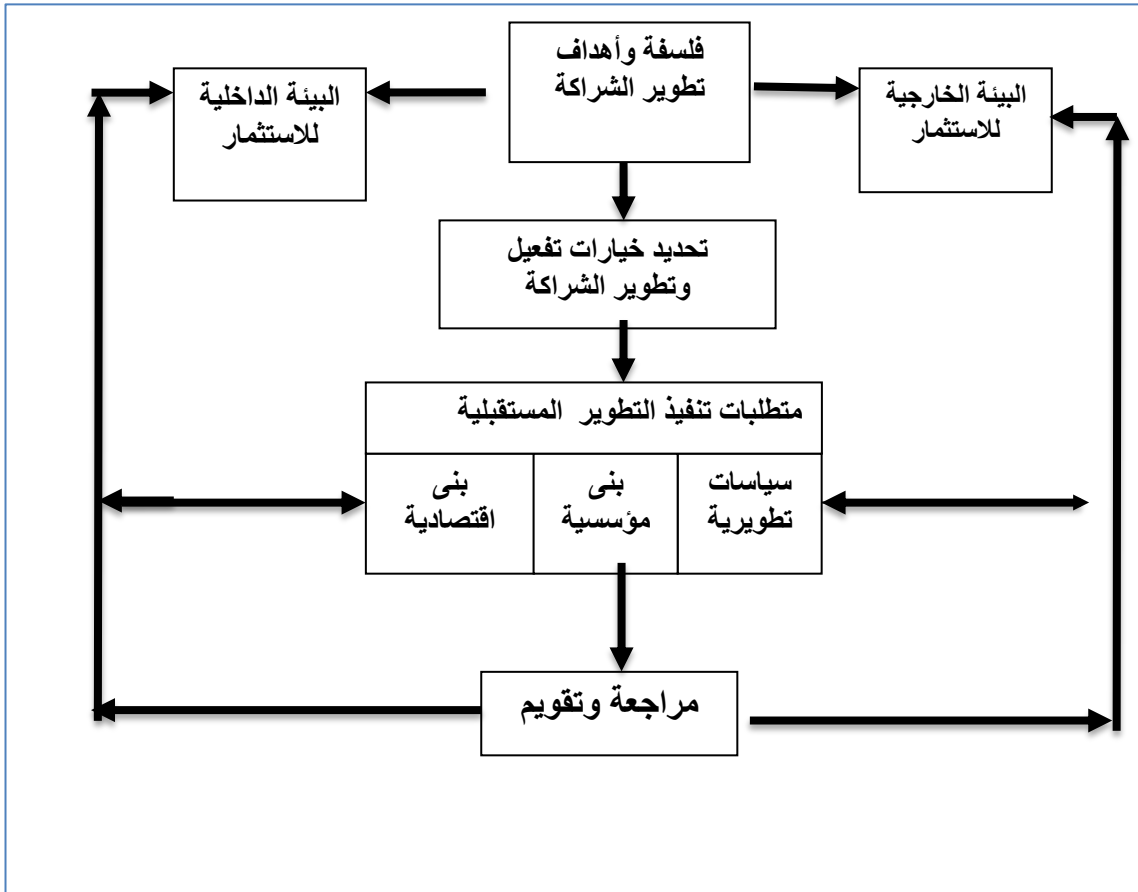 فلسفة وأهداف
تطوير الشراكة
البيئة الخارجية
للاستثمار
البيئة الداخلية
للاستثمار
تحديد خيارات تفعيل
وتطوير الشراكة
متطلبات تنفيذ التطوير المستقبلية
سياسات
تطويرية
بنى
مؤسسية
بنى
اقتصادية
مراجعة وتقويم